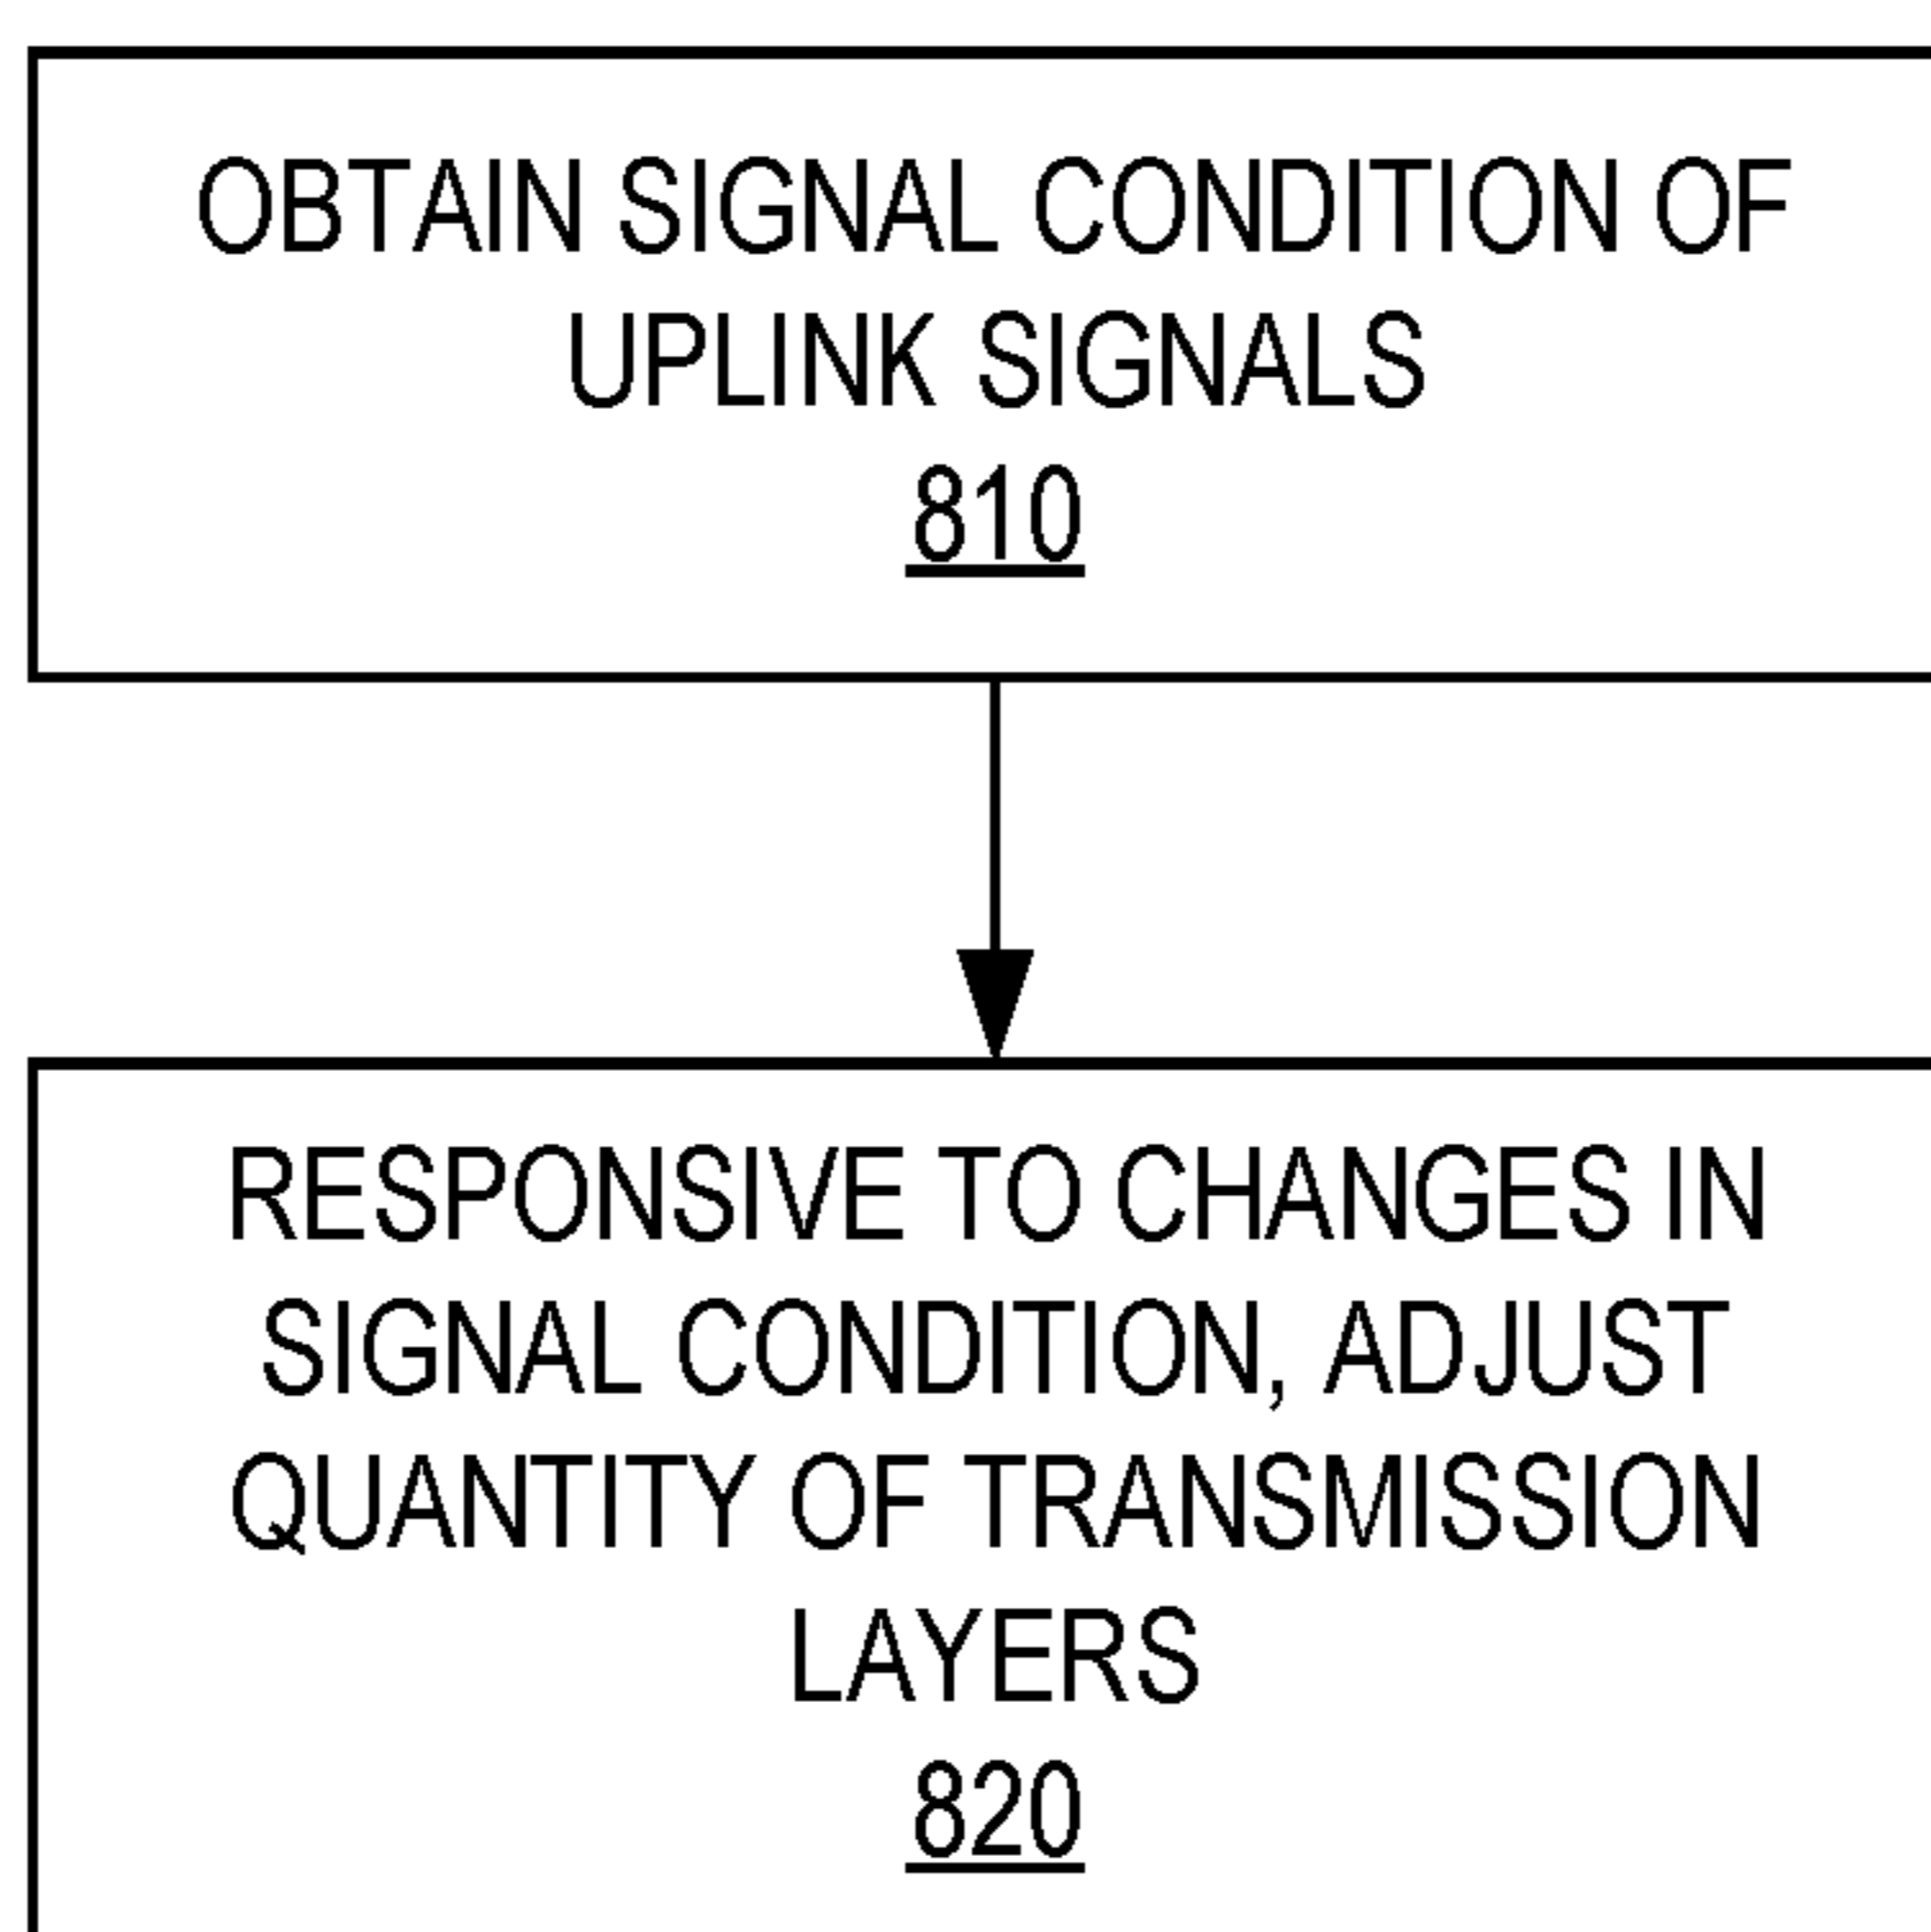 OBTAIN SIGNAL CONDITION OF
UPLINK SIGNALS
810
RESPONSIVE TO CHANGES IN
SIGNAL CONDITION, ADJUST
QUANTITY OF TRANSMISSION
LAYERS
820